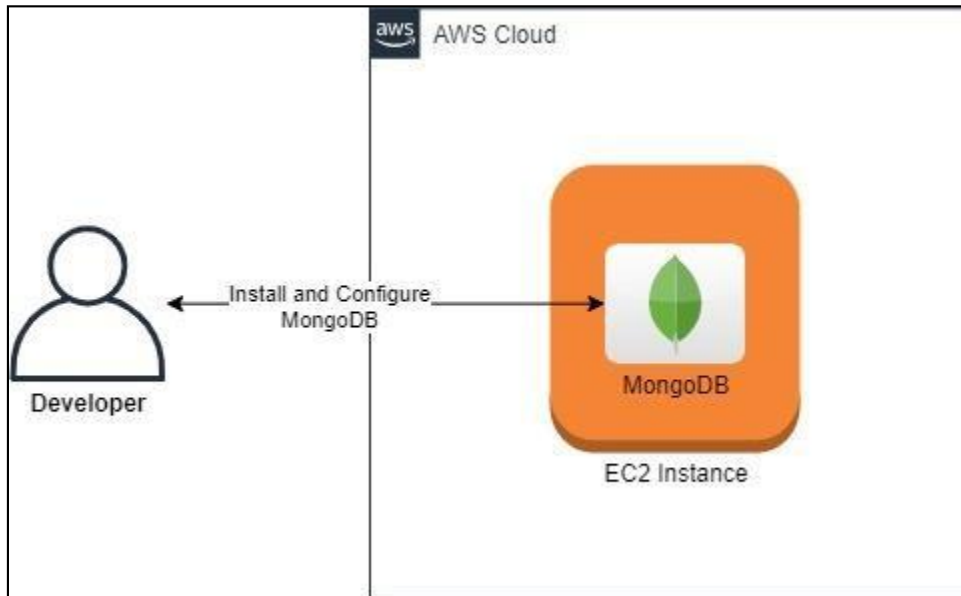 aws
AWS Cloud
Install and Configure
MongoDB
MongoDB
Developer
EC2 Instance